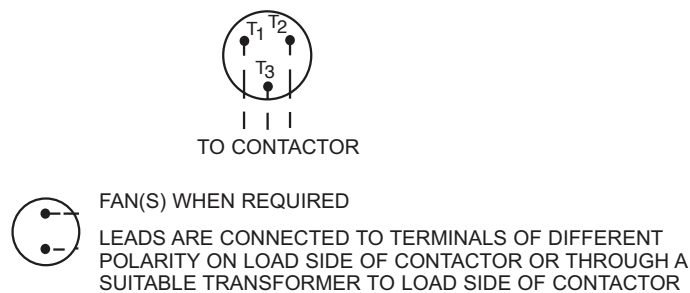 T1 T2
T3
TO CONTACTOR
FAN(S) WHEN REQUIRED
LEADS ARE CONNECTED TO TERMINALS OF DIFFERENT
POLARITY ON LOAD SIDE OF CONTACTOR OR THROUGH A
SUITABLE TRANSFORMER TO LOAD SIDE OF CONTACTOR